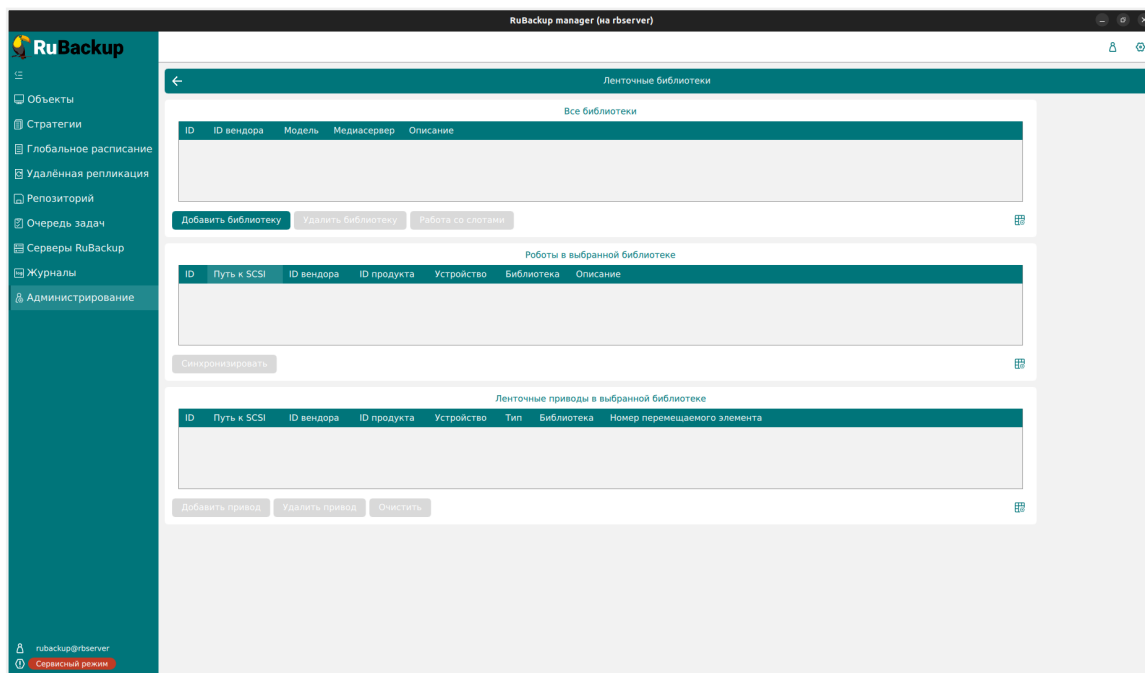 RuBackup manager (на rbserver)
RuBackup
Объекты
Стратегии
Глобальное расписание
Удалённая репликация
Репозиторий
Очередь задач
Серверы RuBackup
Журналы
Администрирование
rubackup@rbserver
Сервисный режим
Ленточные библиотеки
Все библиотеки
ID ID вендора Модель Медиасервер Описание
Добавить библиотеку Удалить библиотеку Работа со слотами
Роботы в выбранной библиотеке
ID Путь к SCSI ID вендора ID продукта Устройство Библиотека Описание
Синхронизировать
Ленточные приводы в выбранной библиотеке
ID Путь к SCSI ID вендора ID продукта Устройство Тип Библиотека Номер перемещаемого элемента
Добавить привод Удалить привод Очистить